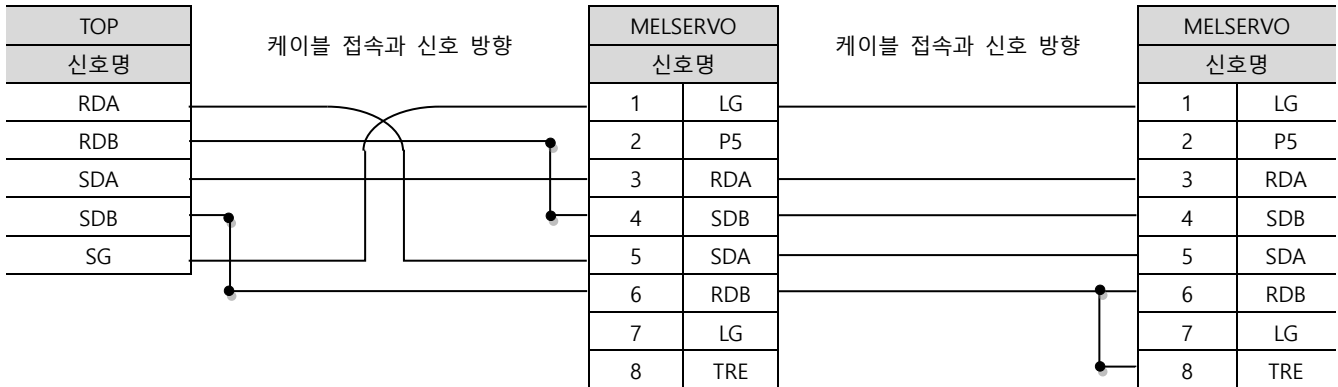 TOP 케이블 접속과 신호 방향 MELSERVO 케이블 접속과 신호 방향 MELSERVO
신호명 신호명 신호명
RDA 1 LG 1 LG
RDB 2 P5 2 P5
SDA 3 RDA 3 RDA
SDB 4 SDB 4 SDB
SG 5 SDA 5 SDA
6 RDB 6 RDB
7 LG 7 LG
8 TRE 8 TRE